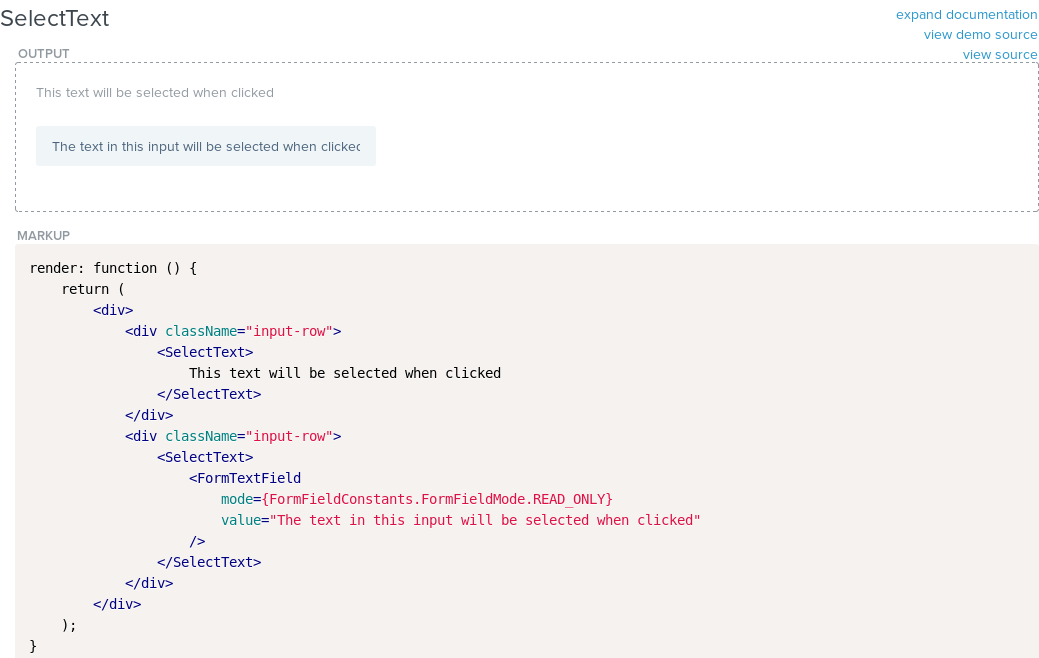 SelectText
expand documentation
view demo source
view source
OUTPUT
This text will be selected when clicked
The text in this input will be selected when clicked
MARKUP
render: function () {
    return (
        <div>
            <div className="input-row">
                <SelectText>
                    This text will be selected when clicked
                </SelectText>
            </div>
            <div className="input-row">
                <SelectText>
                    <FormTextField
                        mode={FormFieldConstants.FormFieldMode.READ_ONLY}
                        value="The text in this input will be selected when clicked"
                    />
                </SelectText>
            </div>
        </div>
    );
}